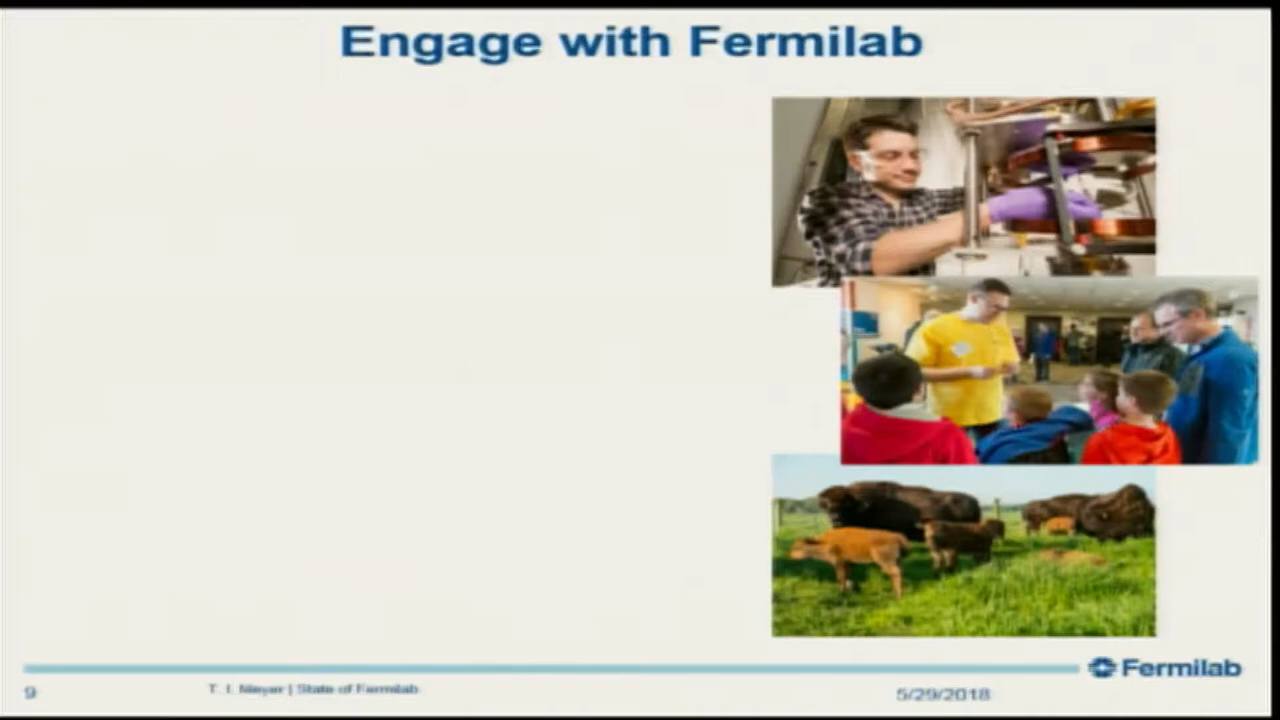 Engage with Fermilab
Fermilab
9
T. I. Meyer | State of Fermilab
5/29/2018